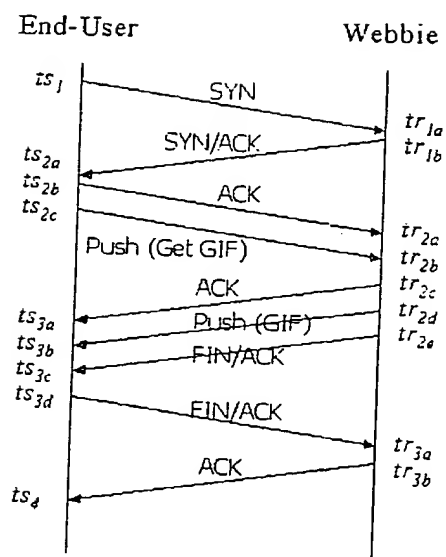 End-User
Webbie
ts1
SYN
tr1a
tr1b
SYN/ACK
ts2a
ts2b
ACK
ts2c
tr2a
tr2b
Push (Get GIF)
tr2c
ACK
tr2d
ts3a
Push (GIF)
tr2e
ts3b
FIN/ACK
ts3c
ts3d
FIN/ACK
tr3a
ACK
tr3b
ts4